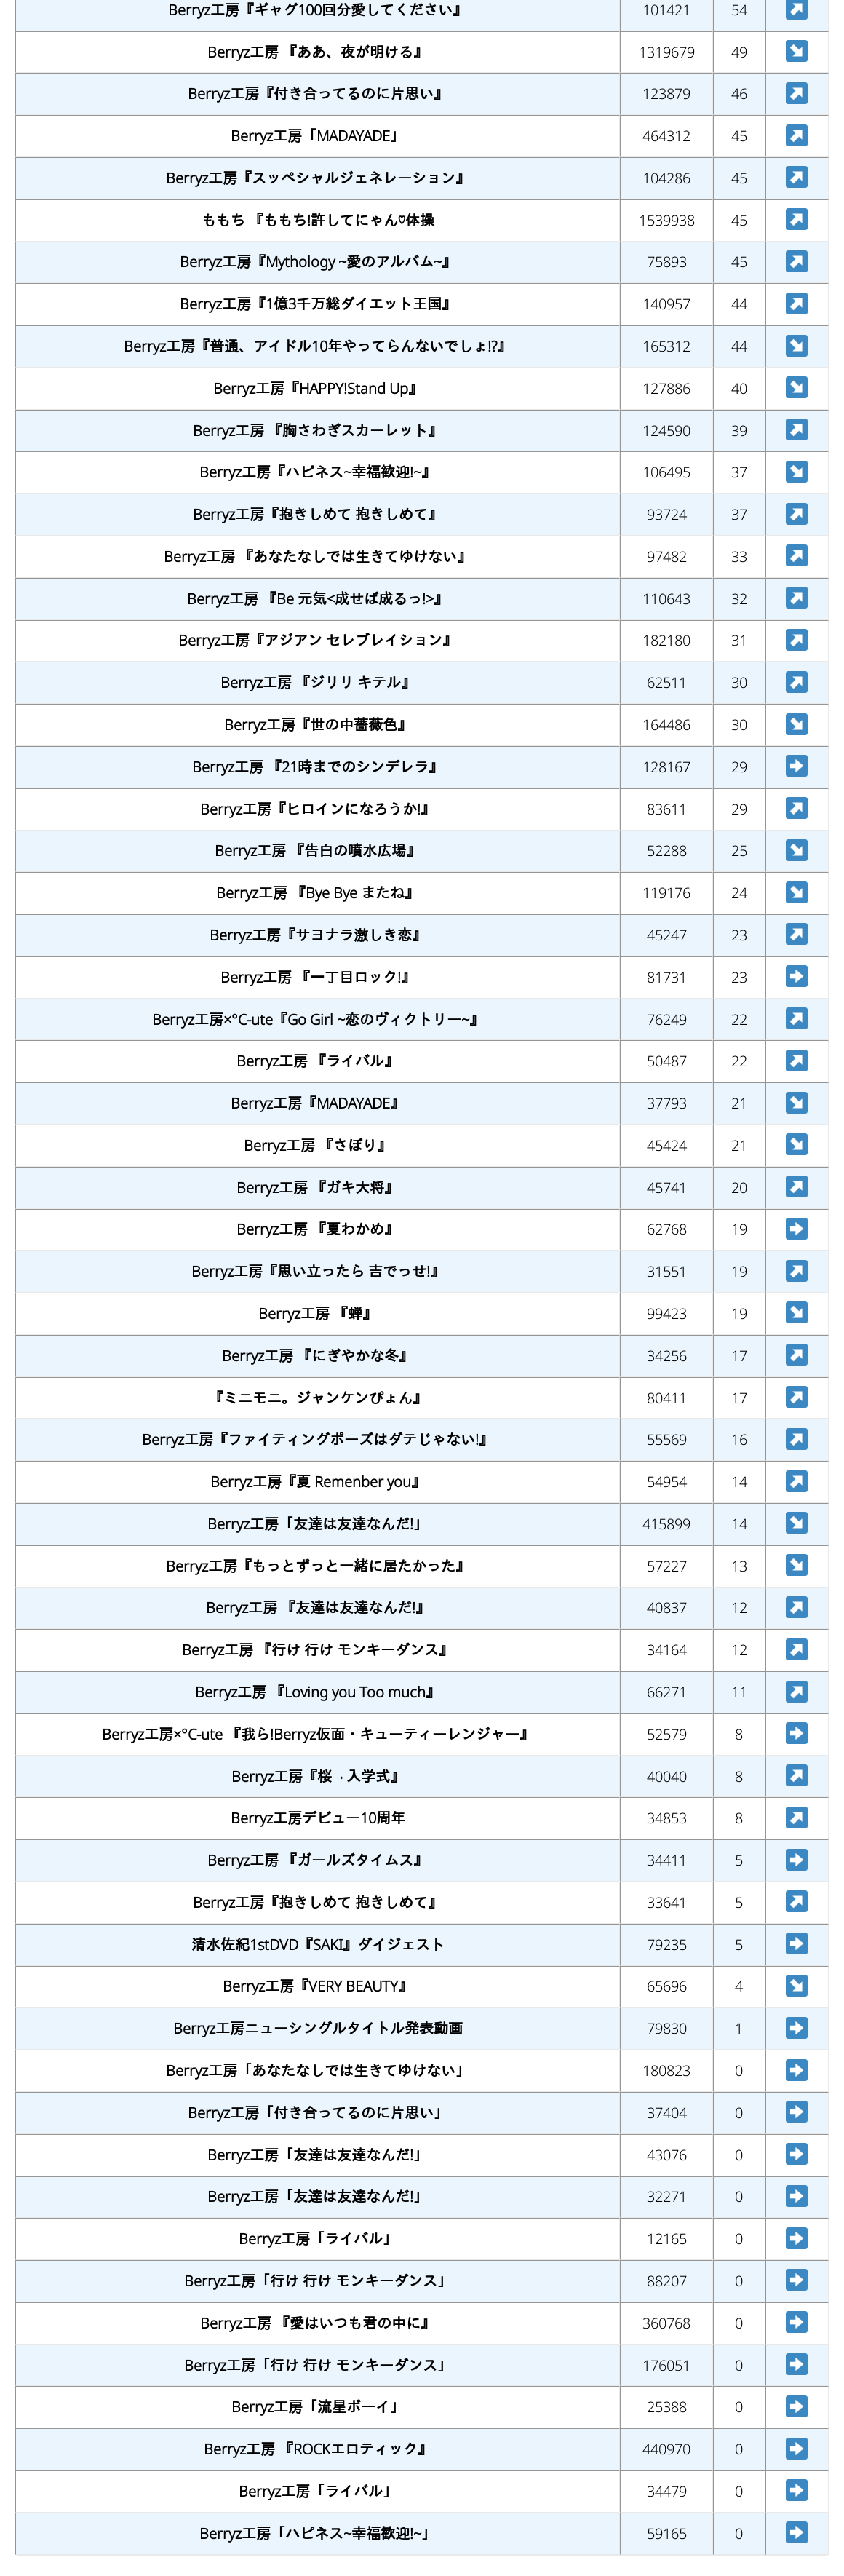 Berryz工房『ギャグ100回分愛してください』 101421 54 ↗
Berryz工房 『ああ、夜が明ける』 1319679 49 ↘
Berryz工房『付き合ってるのに片思い』 123879 46 ↗
Berryz工房「MADAYADE」 464312 45 ↗
Berryz工房『スッペシャルジェネレーション』 104286 45 ↗
ももち 『ももち!許してにゃん♡体操 1539938 45 ↗
Berryz工房『Mythology ~愛のアルバム~』 75893 45 ↗
Berryz工房『1億3千万総ダイエット王国』 140957 44 ↗
Berryz工房『普通、アイドル10年やってらんないでしょ!?』 165312 44 ↘
Berryz工房『HAPPY!Stand Up』 127886 40 ↘
Berryz工房 『胸さわぎスカーレット』 124590 39 ↗
Berryz工房『ハピネス~幸福歓迎!~』 106495 37 ↘
Berryz工房『抱きしめて 抱きしめて』 93724 37 ↗
Berryz工房 『あなたなしでは生きてゆけない』 97482 33 ↗
Berryz工房 『Be 元気<成せば成るっ!>』 110643 32 ↗
Berryz工房『アジアン セレブレイション』 182180 31 ↗
Berryz工房 『ジリリ キテル』 62511 30 ↗
Berryz工房『世の中薔薇色』 164486 30 ↘
Berryz工房 『21時までのシンデレラ』 128167 29 ➡
Berryz工房『ヒロインになろうか!』 83611 29 ↗
Berryz工房 『告白の噴水広場』 52288 25 ↘
Berryz工房 『Bye Bye またね』 119176 24 ↘
Berryz工房『サヨナラ激しき恋』 45247 23 ↗
Berryz工房 『一丁目ロック!』 81731 23 ➡
Berryz工房×°C-ute『Go Girl ~恋のヴィクトリー~』 76249 22 ↗
Berryz工房 『ライバル』 50487 22 ↗
Berryz工房『MADAYADE』 37793 21 ↘
Berryz工房 『さぼり』 45424 21 ↘
Berryz工房 『ガキ大将』 45741 20 ↗
Berryz工房 『夏わかめ』 62768 19 ➡
Berryz工房『思い立ったら 吉でっせ!』 31551 19 ↗
Berryz工房 『蝉』 99423 19 ↘
Berryz工房 『にぎやかな冬』 34256 17 ↗
『ミニモニ。ジャンケンぴょん』 80411 17 ↗
Berryz工房『ファイティングポーズはダテじゃない!』 55569 16 ↗
Berryz工房『夏 Remenber you』 54954 14 ↗
Berryz工房「友達は友達なんだ!」 415899 14 ↘
Berryz工房『もっとずっと一緒に居たかった』 57227 13 ↘
Berryz工房 『友達は友達なんだ!』 40837 12 ↗
Berryz工房 『行け 行け モンキーダンス』 34164 12 ↗
Berryz工房 『Loving you Too much』 66271 11 ↗
Berryz工房×°C-ute 『我ら!Berryz仮面・キューティーレンジャー』 52579 8 ➡
Berryz工房『桜→入学式』 40040 8 ↗
Berryz工房デビュー10周年 34853 8 ↗
Berryz工房 『ガールズタイムス』 34411 5 ➡
Berryz工房『抱きしめて 抱きしめて』 33641 5 ↗
清水佐紀1stDVD『SAKI』ダイジェスト 79235 5 ➡
Berryz工房『VERY BEAUTY』 65696 4 ↘
Berryz工房ニューシングルタイトル発表動画 79830 1 ➡
Berryz工房「あなたなしでは生きてゆけない」 180823 0 ➡
Berryz工房「付き合ってるのに片思い」 37404 0 ➡
Berryz工房「友達は友達なんだ!」 43076 0 ➡
Berryz工房「友達は友達なんだ!」 32271 0 ➡
Berryz工房「ライバル」 12165 0 ➡
Berryz工房「行け 行け モンキーダンス」 88207 0 ➡
Berryz工房 『愛はいつも君の中に』 360768 0 ➡
Berryz工房「行け 行け モンキーダンス」 176051 0 ➡
Berryz工房「流星ボーイ」 25388 0 ➡
Berryz工房 『ROCKエロティック』 440970 0 ➡
Berryz工房「ライバル」 34479 0 ➡
Berryz工房「ハピネス~幸福歓迎!~」 59165 0 ➡